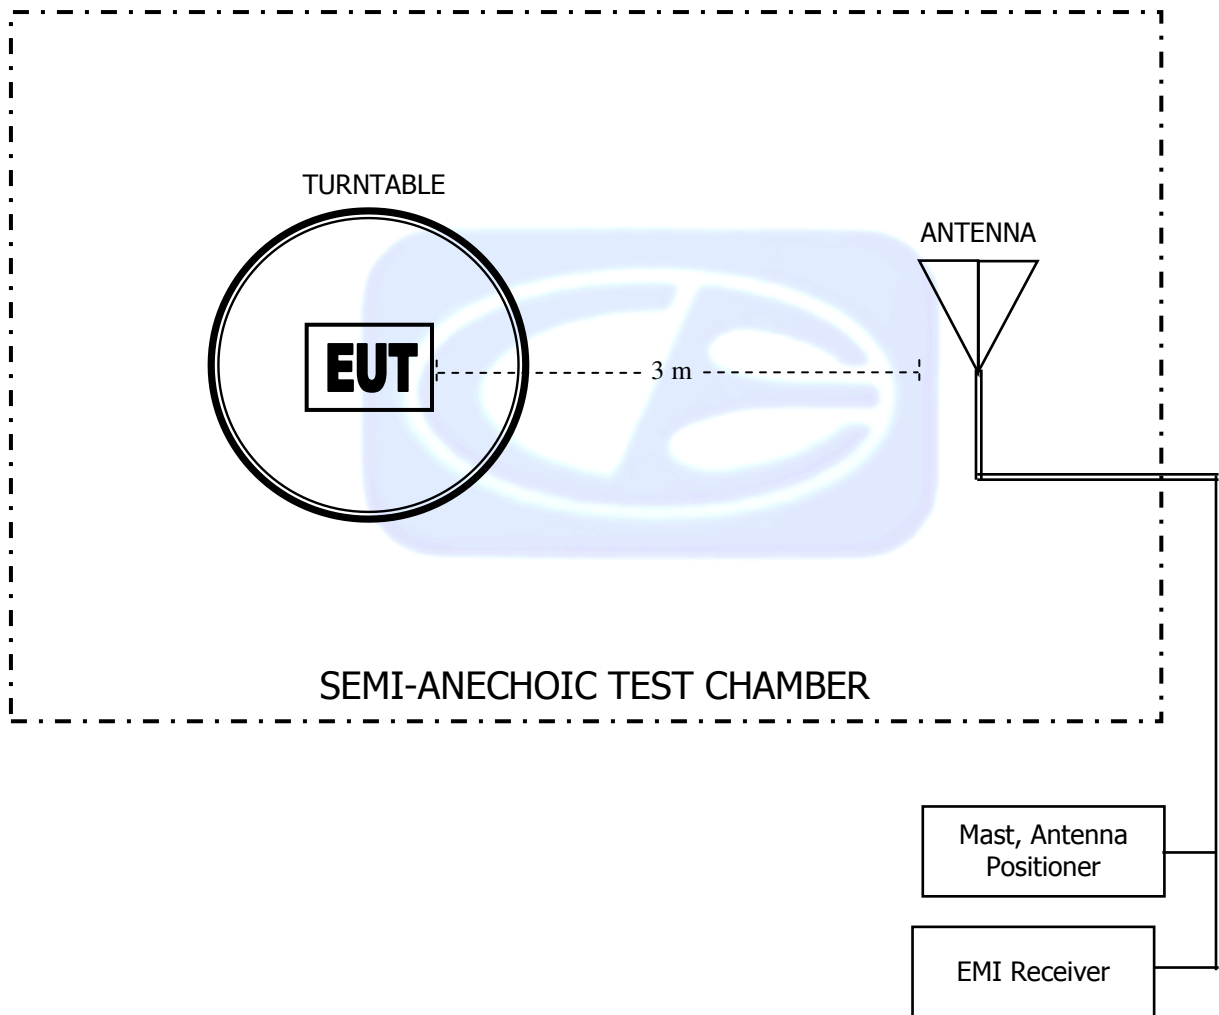 TURNTABLE
ANTENNA
EUT
3 m
SEMI-ANECHOIC TEST CHAMBER
Mast, Antenna
Positioner
EMI Receiver